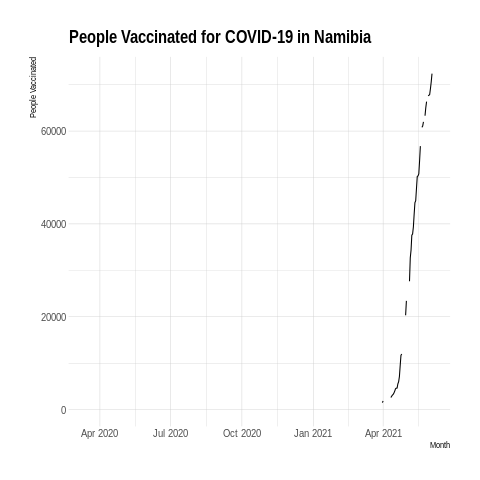 People Vaccinated for COVID-19 in Namibia
People Vaccinated
60000
40000
20000
0
Apr 2020 Jul 2020 Oct 2020 Jan 2021 Apr 2021
Month